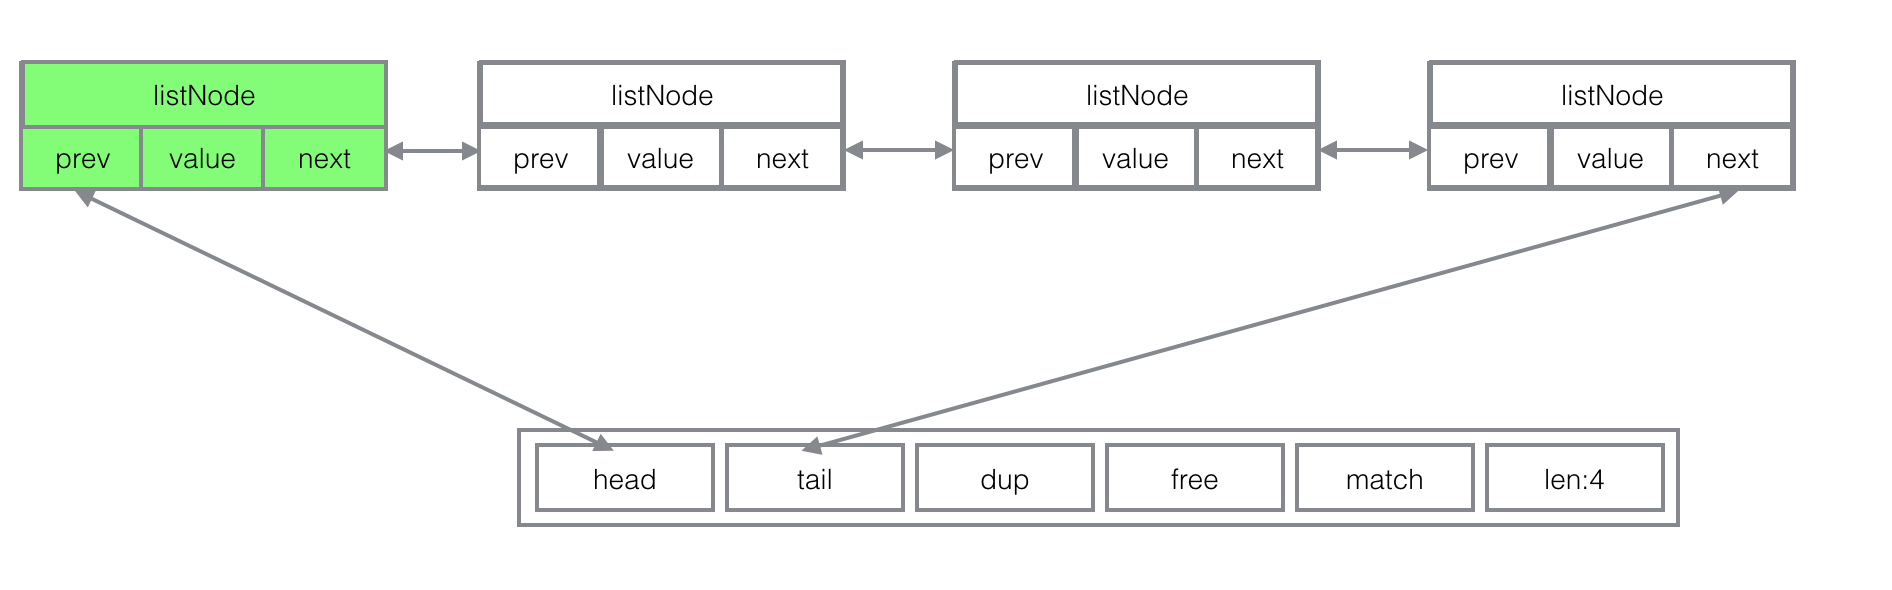 listNode listNode listNode listNode
prev value next prev value next prev value next prev value next
head tail dup free match len:4